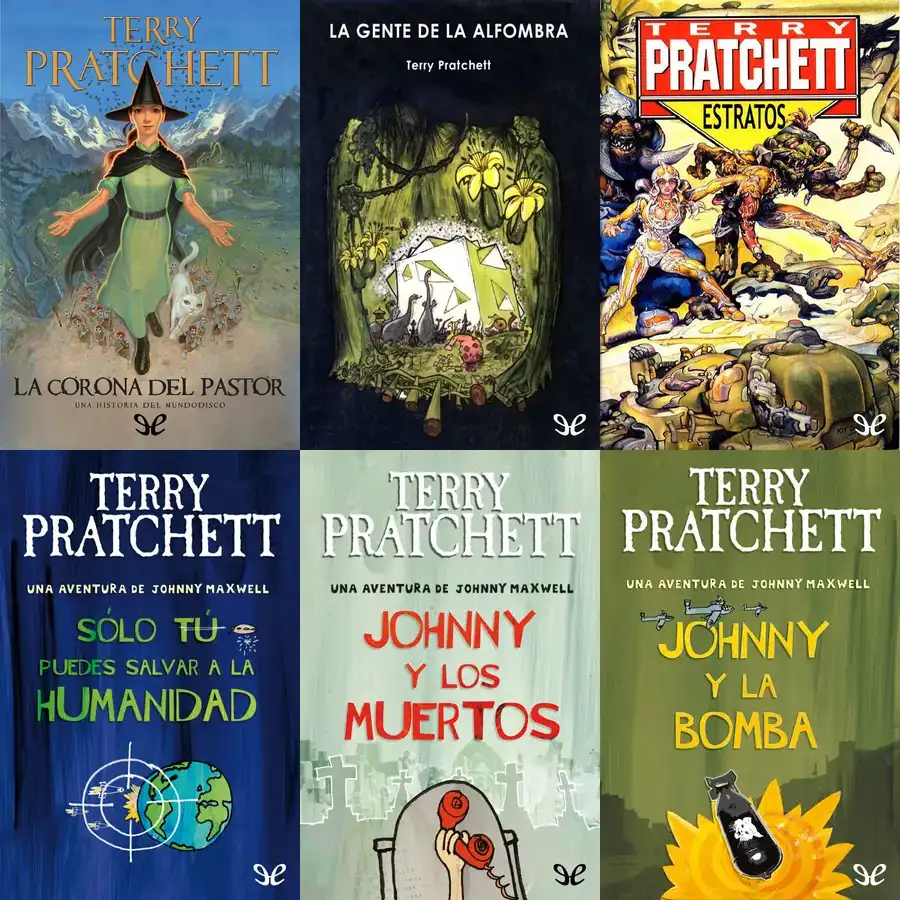 TERRY
PRATCHETT
LA CORONA DEL PASTOR
UNA HISTORIA DEL MUNDODISCO
LA GENTE DE LA ALFOMBRA
Terry Pratchett
TERRY
PRATCHETT
ESTRATOS
TERRY
PRATCHETT
UNA AVENTURA DE JOHNNY MAXWELL
SÓLO TÚ
PUEDES SALVAR A LA
HUMANIDAD
TERRY
PRATCHETT
UNA AVENTURA DE JOHNNY MAXWELL
JOHNNY
Y LOS
MUERTOS
TERRY
PRATCHETT
UNA AVENTURA DE JOHNNY MAXWELL
JOHNNY
Y LA
BOMBA